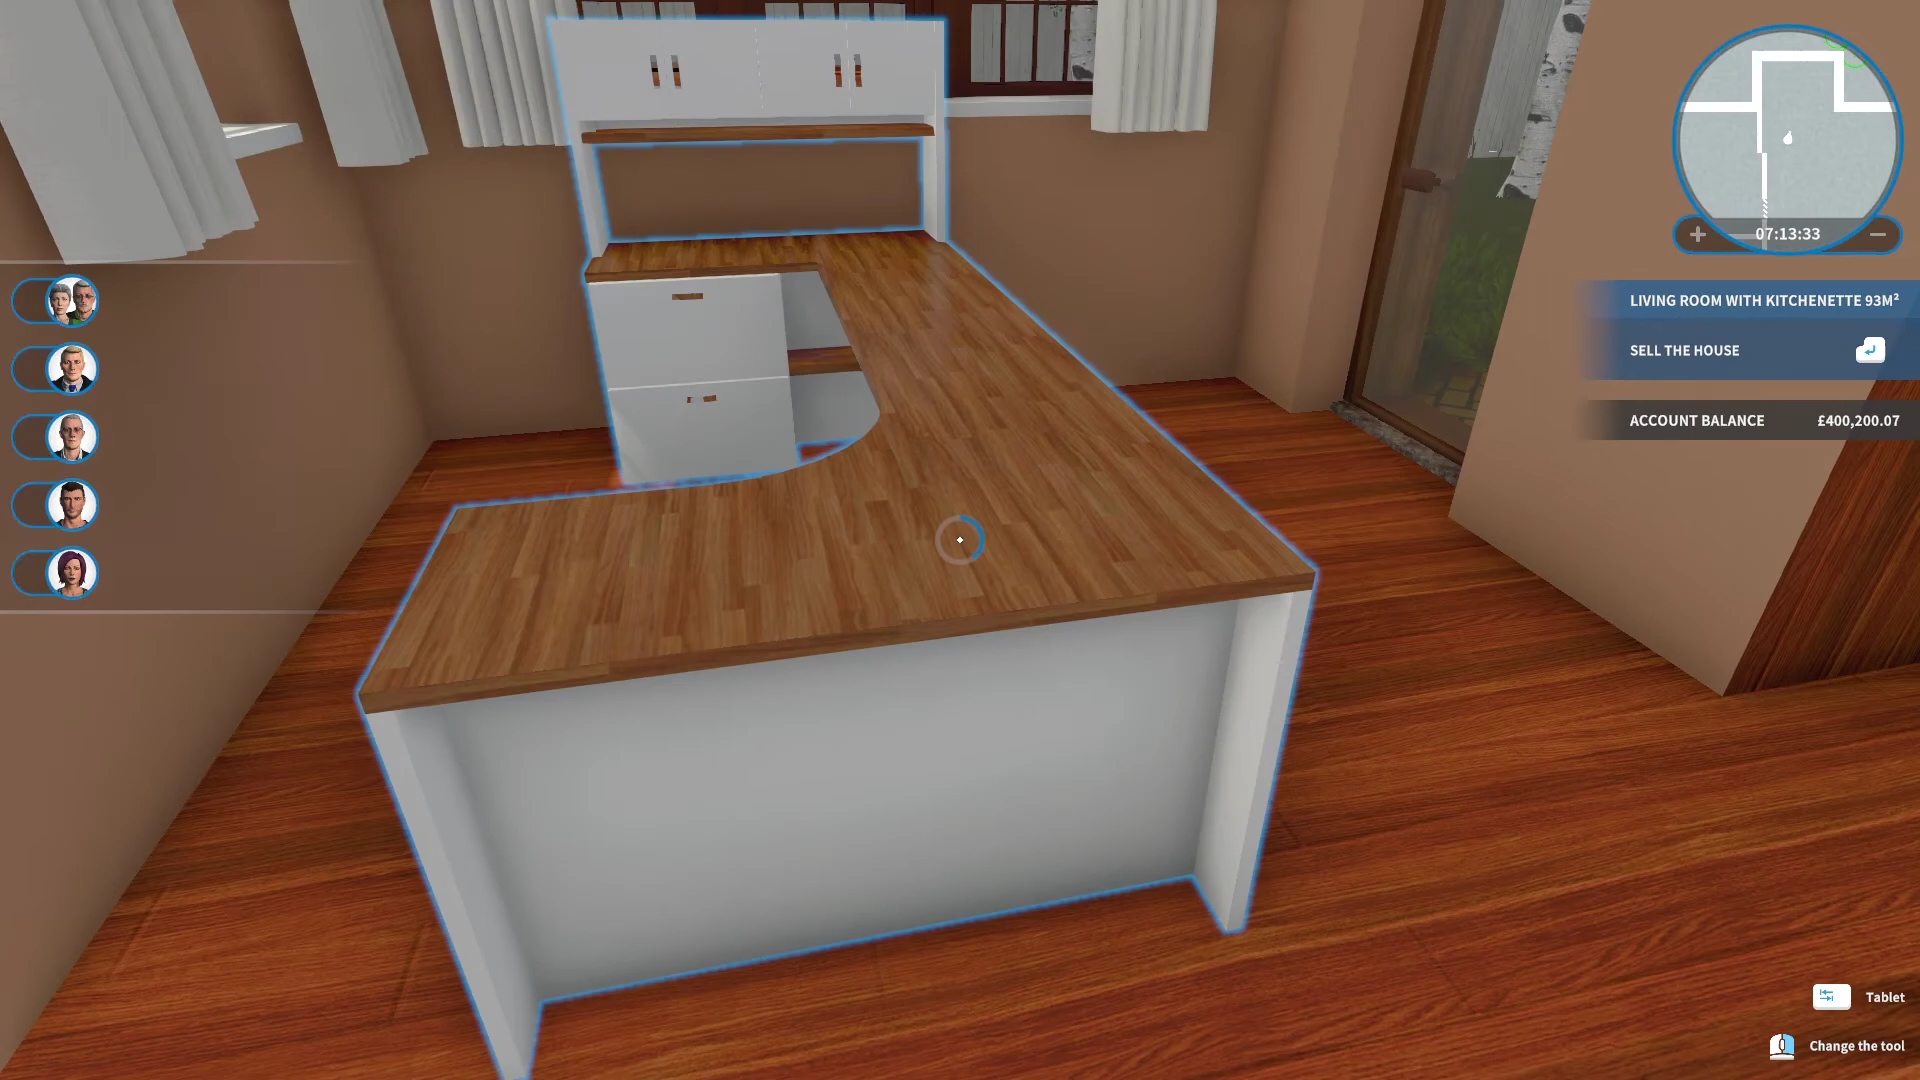 07:13:33
LIVING ROOM WITH KITCHENETTE 93M²
SELL THE HOUSE
ACCOUNT BALANCE £400,200.07
Tablet
Change the tool